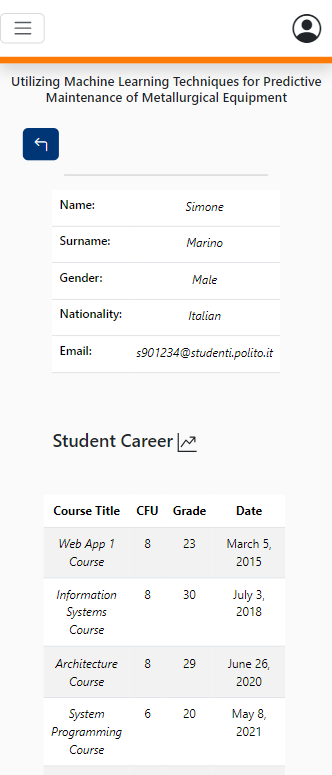 Utilizing Machine Learning Techniques for Predictive
Maintenance of Metallurgical Equipment
Name: Simone
Surname: Marino
Gender: Male
Nationality: Italian
Email: s901234@studenti.polito.it
Student Career
Course Title CFU Grade Date
Web App 1 8 23 March 5,
Course 2015
Information 8 30 July 3,
Systems 2018
Course
Architecture 8 29 June 26,
Course 2020
System 6 20 May 8,
Programming 2021
Course